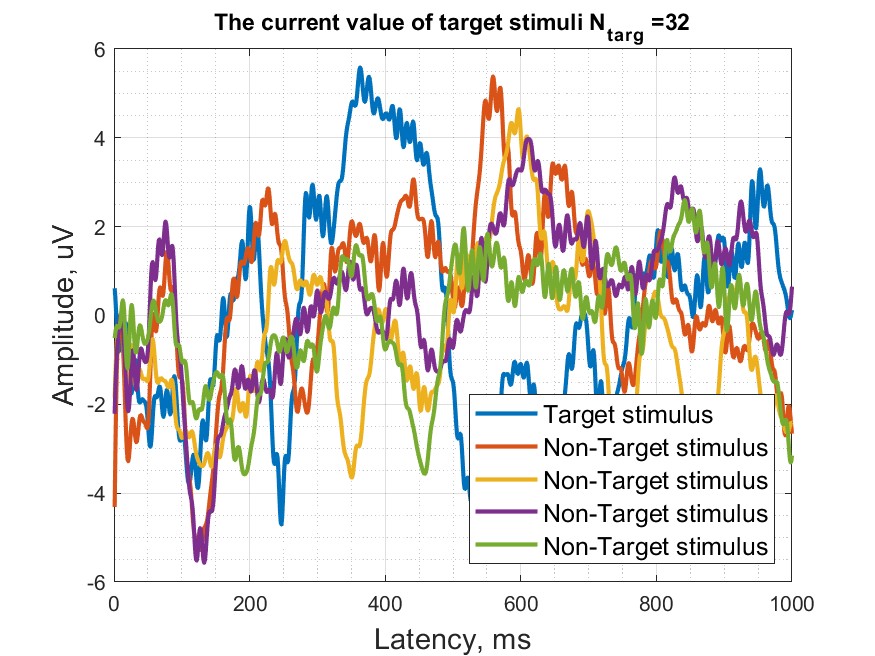 The current value of target stimuli N_targ =32
Amplitude, uV
6
4
2
0
-2
-4
-6
0
200
400
600
800
1000
Latency, ms
Target stimulus
Non-Target stimulus
Non-Target stimulus
Non-Target stimulus
Non-Target stimulus